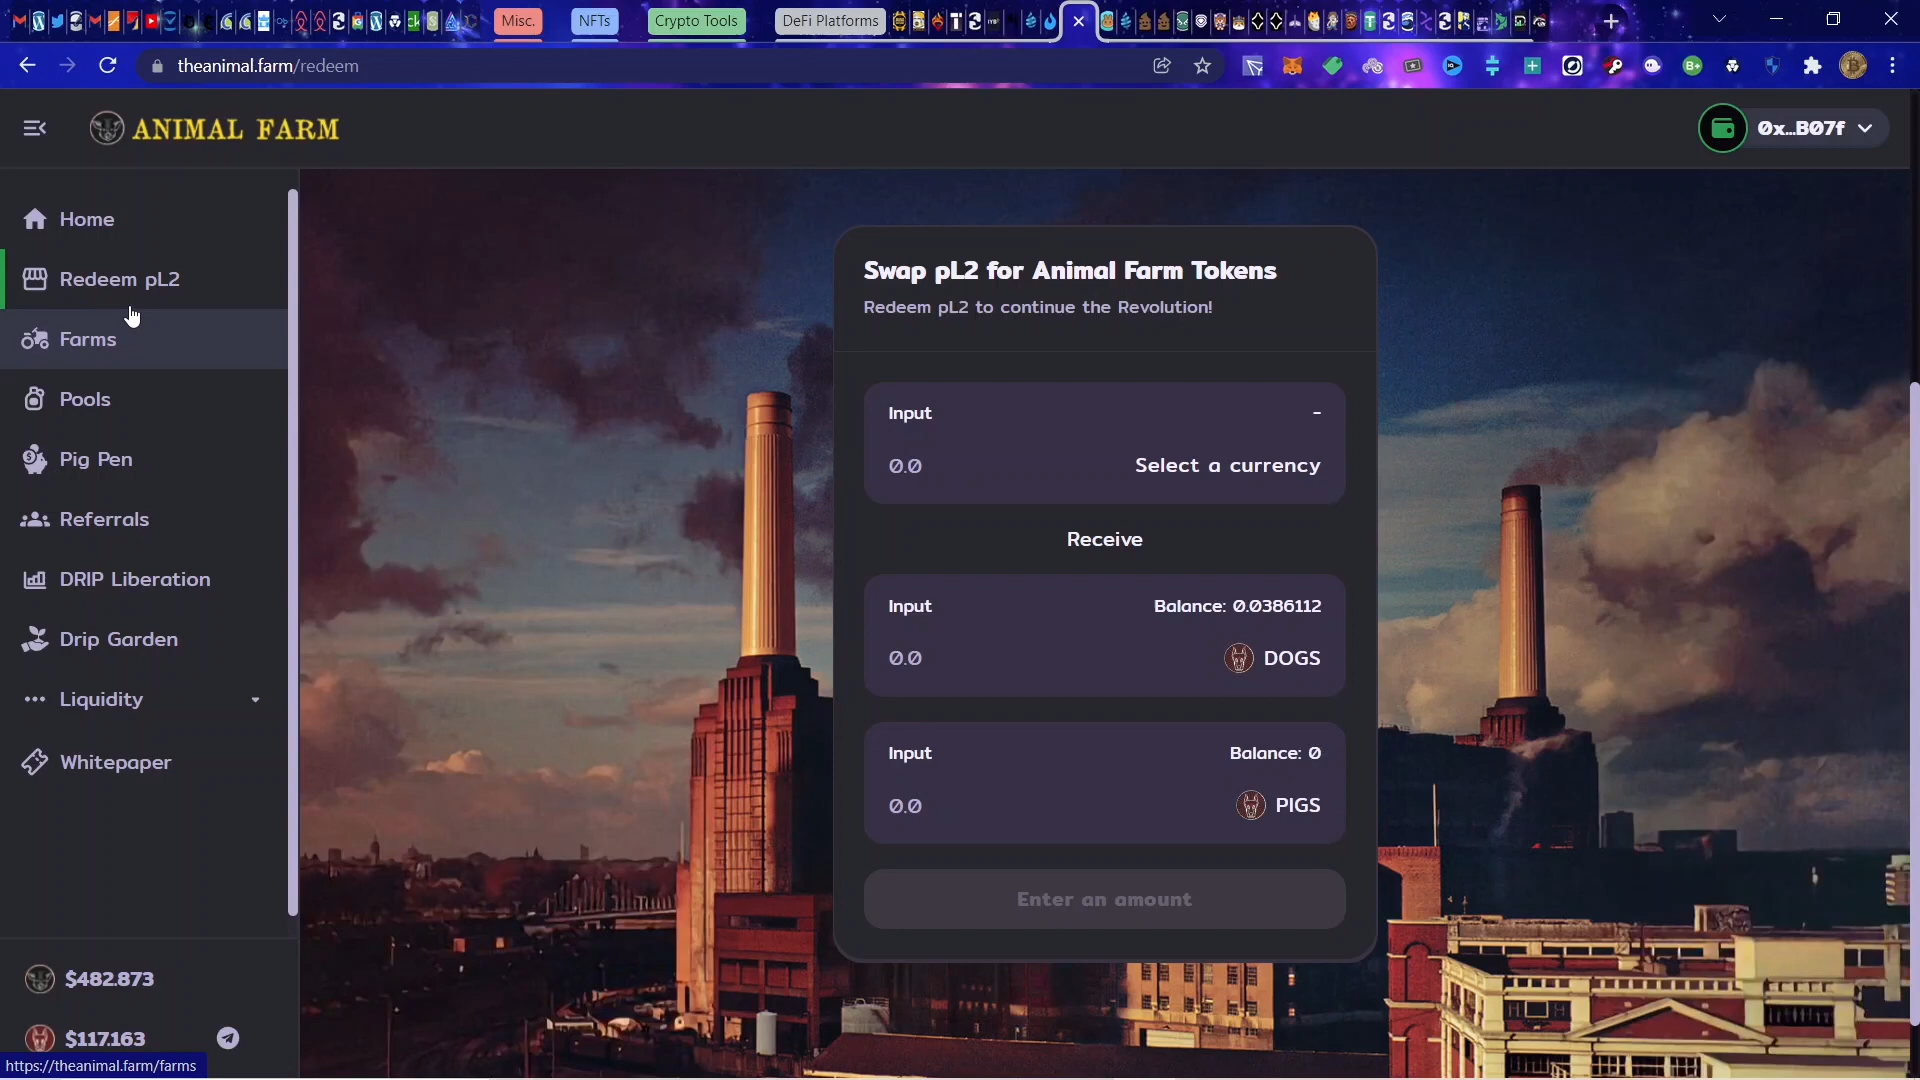 Misc.
NFTs
Crypto Tools
DeFi Platforms
theanimal.farm/redeem
ANIMAL FARM
0x...B07f
Home
Redeem pL2
Farms
Pools
Pig Pen
Referrals
DRIP Liberation
Drip Garden
Liquidity
Whitepaper
$482.873
$117.163
https://theanimal.farm/farms
Swap pL2 for Animal Farm Tokens
Redeem pL2 to continue the Revolution!
Input -
0.0 Select a currency
Receive
Input Balance: 0.0386112
0.0 DOGS
Input Balance: 0
0.0 PIGS
Enter an amount